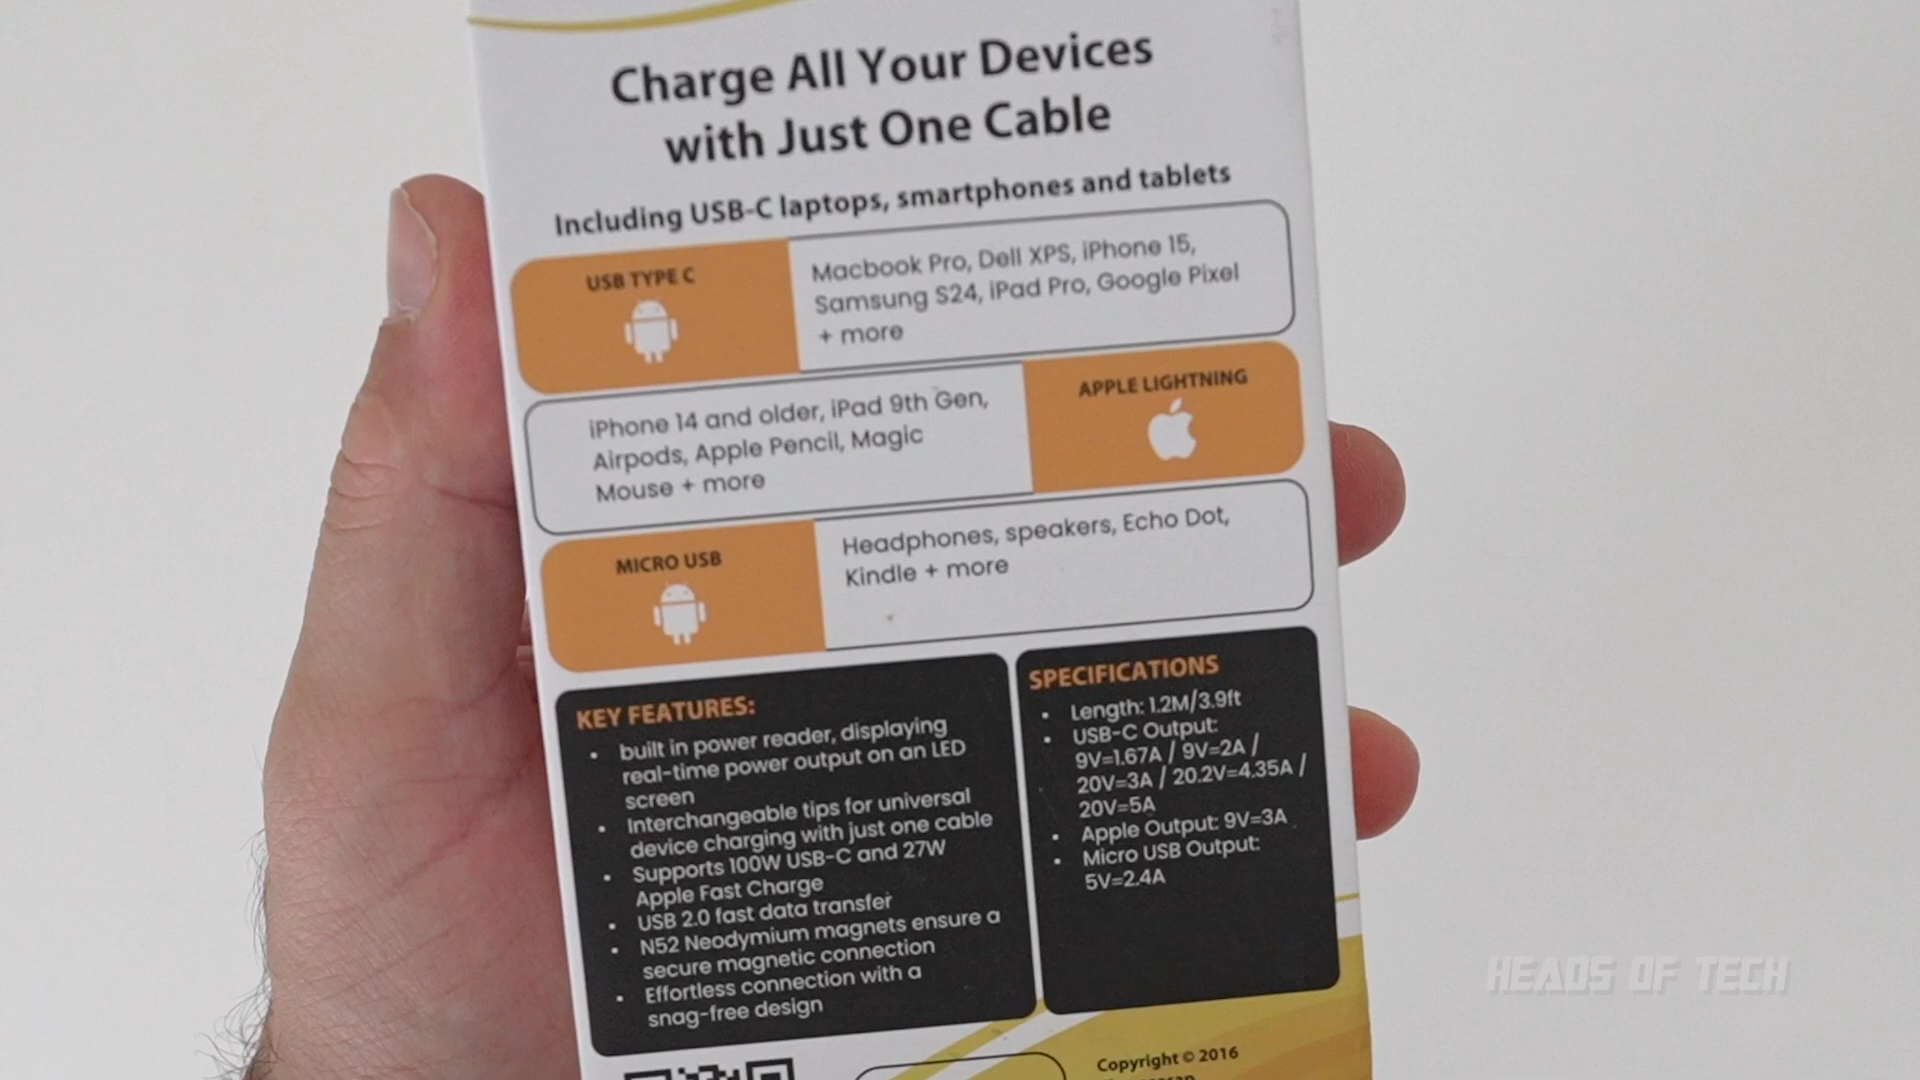 Charge All Your Devices
with Just One Cable
Including USB-C laptops, smartphones and tablets
USB TYPE C
Macbook Pro, Dell XPS, iPhone 15,
Samsung S24, iPad Pro, Google Pixel
+ more
iPhone 14 and older, iPad 9th Gen,
Airpods, Apple Pencil, Magic
Mouse + more
APPLE LIGHTNING
MICRO USB
Headphones, speakers, Echo Dot,
Kindle + more
KEY FEATURES:
• built in power reader, displaying
real-time power output on an LED
screen
• Interchangeable tips for universal
device charging with just one cable
• Supports 100W USB-C and 27W
Apple Fast Charge
• USB 2.0 fast data transfer
• N52 Neodymium magnets ensure a
secure magnetic connection
• Effortless connection with a
snag-free design
SPECIFICATIONS
• Length: 1.2M/3.9ft
• USB-C Output:
9V=1.67A / 9V=2A /
20V=3A / 20.2V=4.35A /
20V=5A
• Apple Output: 9V=3A
• Micro USB Output:
5V=2.4A
Copyright © 2016
HEADS OF TECH